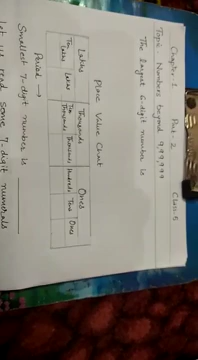 Chapter-1 Part-2 Class-5
Topic- Numbers beyond 9,99,999
The largest 6-digit number is
Place Value Chart
Period → Lakhs Thousands Ones
Ten Lakhs Lakhs Ten Thousands Thousands Hundreds Tens Ones
Smallest 7-digit number is
Let us read some 7-digit numerals